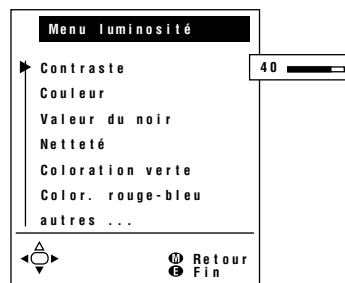 Menu luminosité
Contraste 40
Couleur
Valeur du noir
Netteté
Coloration verte
Color. rouge-bleu
autres ...
M Retour
E Fin